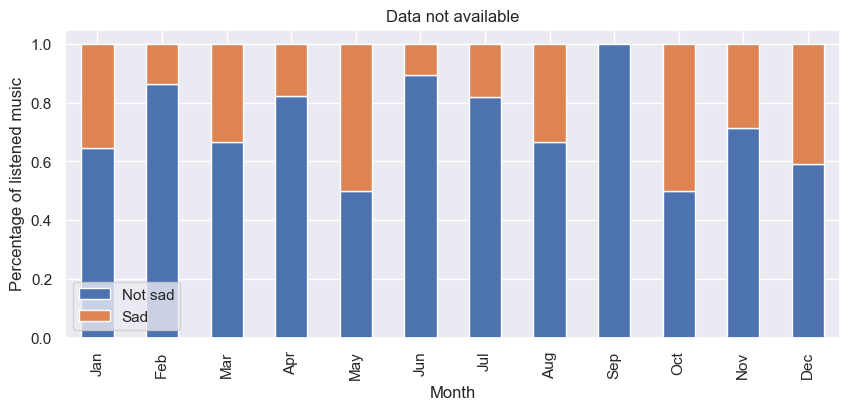 Data not available
Percentage of listened music
1.0
0.8
0.6
0.4
0.2
0.0
Not sad
Sad
Jan
Feb
Mar
Apr
May
Jun
Jul
Aug
Sep
Oct
Nov
Dec
Month